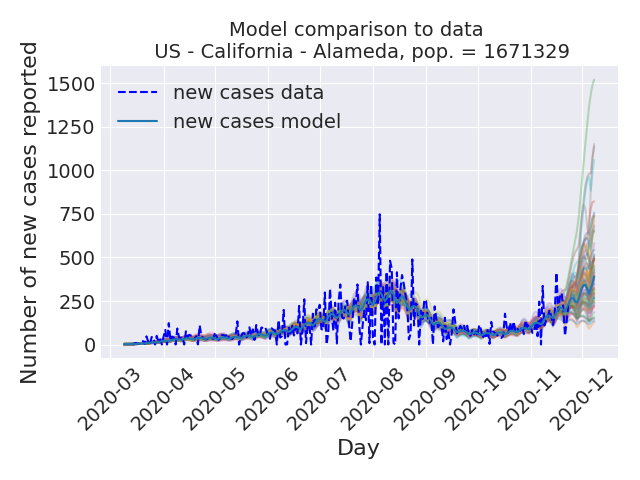 Model comparison to data
US - California - Alameda, pop. = 1671329
Number of new cases reported
1500
1250
1000
750
500
250
0
new cases data
new cases model
2020-03
2020-04
2020-05
2020-06
2020-07
2020-08
2020-09
2020-10
2020-11
2020-12
Day